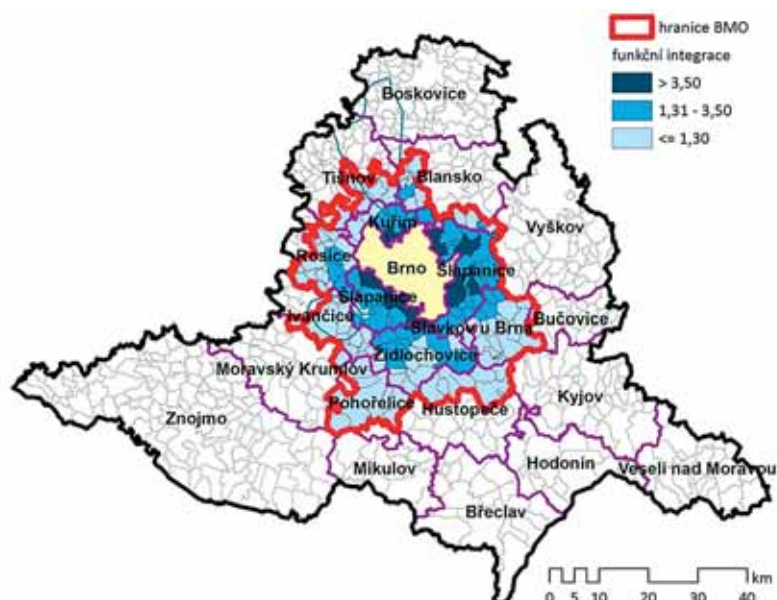 hranice BMO
funkční integrace
> 3,50
1,31 - 3,50
<= 1,30
Boskovice
Tišnov
Blansko
Vyškov
Kuřim
Rosice
Brno
Šlapanice
Šlapanice
Ivančice
Slavkov u Brna
Bučovice
Židlochovice
Moravský Krumlov
Znojmo
Pohořelice
Hustopeče
Kyjov
Mikulov
Hodonín
Veselí nad Moravou
Břeclav
km
0 5 10 20 30 40